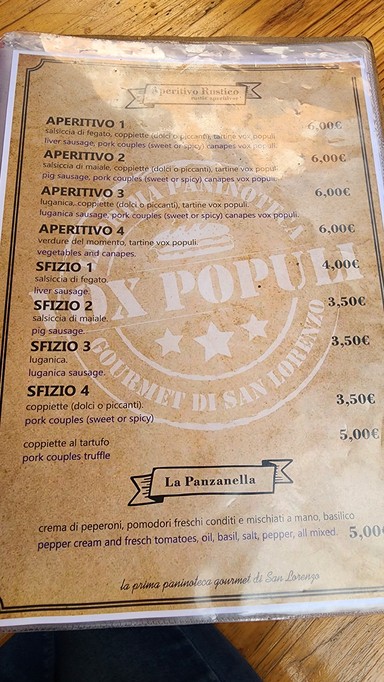 Aperitivo Rustico
APERITIVO 1 6,00€
salsiccia di fegato, coppiette (dolci o piccanti), tartine vox populi.
liver sausage, pork couples (sweet or spicy) canapes vox populi.
APERITIVO 2 6,00€
salsiccia di maiale, coppiette (dolci o piccanti), tartine vox populi.
pig sausage, pork couples (sweet or spicy) canapes vox populi.
APERITIVO 3 6,00€
luganica, coppiette (dolci o piccanti), tartine vox populi.
luganica sausage, pork couples (sweet or spicy) canapes vox populi.
APERITIVO 4 6,00€
verdure del momento, tartine vox populi.
vegetables and canapes.
SFIZIO 1 4,00€
salsiccia di fegato.
liver sausage.
SFIZIO 2 3,50€
salsiccia di maiale.
pig sausage.
SFIZIO 3 3,50€
luganica.
luganica sausage.
SFIZIO 4 3,50€
coppiette (dolci o piccanti).
pork couples (sweet or spicy)
coppiette al tartufo 5,00€
pork couples truffle
VOX POPULI
GOURMET DI SAN LORENZO
La Panzanella
crema di peperoni, pomodori freschi conditi e mischiati a mano, basilico
pepper cream and fresch tomatoes, oil, basil, salt, pepper, all mixed. 5,00€
la prima paninoteca gourmet di San Lorenzo